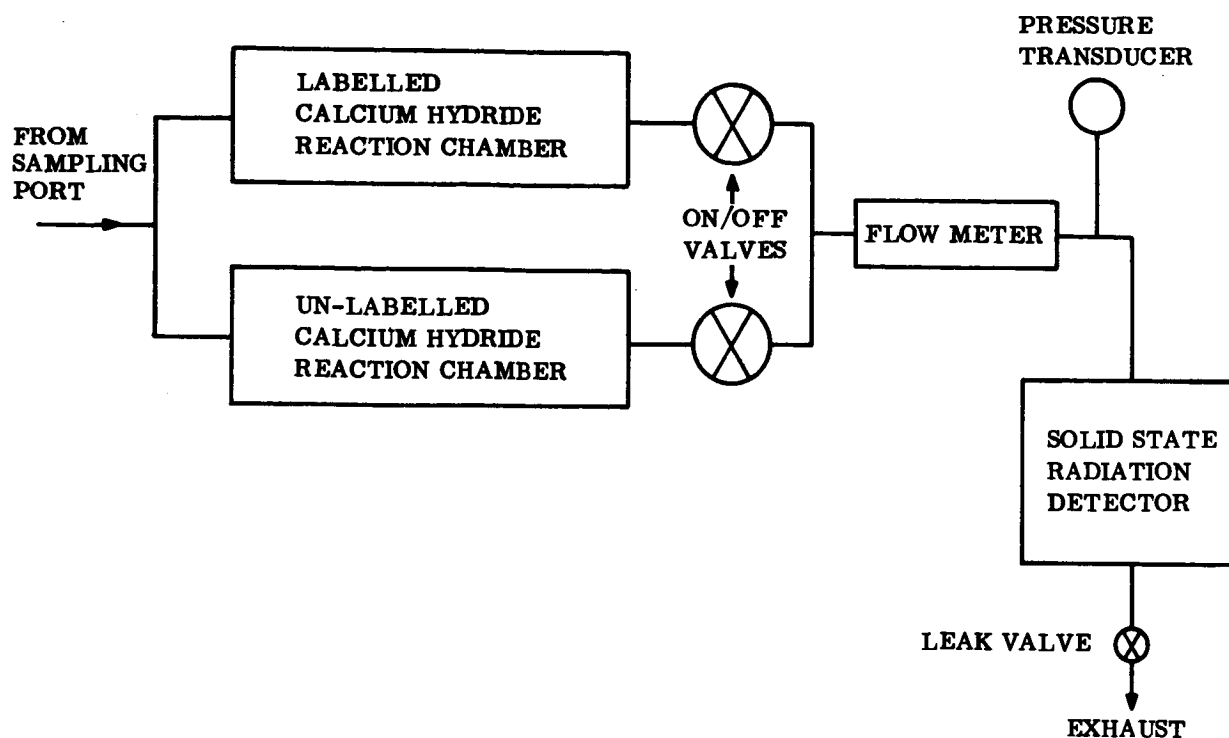 PRESSURE
TRANSDUCER
LABELLED
CALCIUM HYDRIDE
REACTION CHAMBER
FROM
SAMPLING
PORT
ON/OFF
VALVES
FLOW METER
UN-LABELLED
CALCIUM HYDRIDE
REACTION CHAMBER
SOLID STATE
RADIATION
DETECTOR
LEAK VALVE
EXHAUST